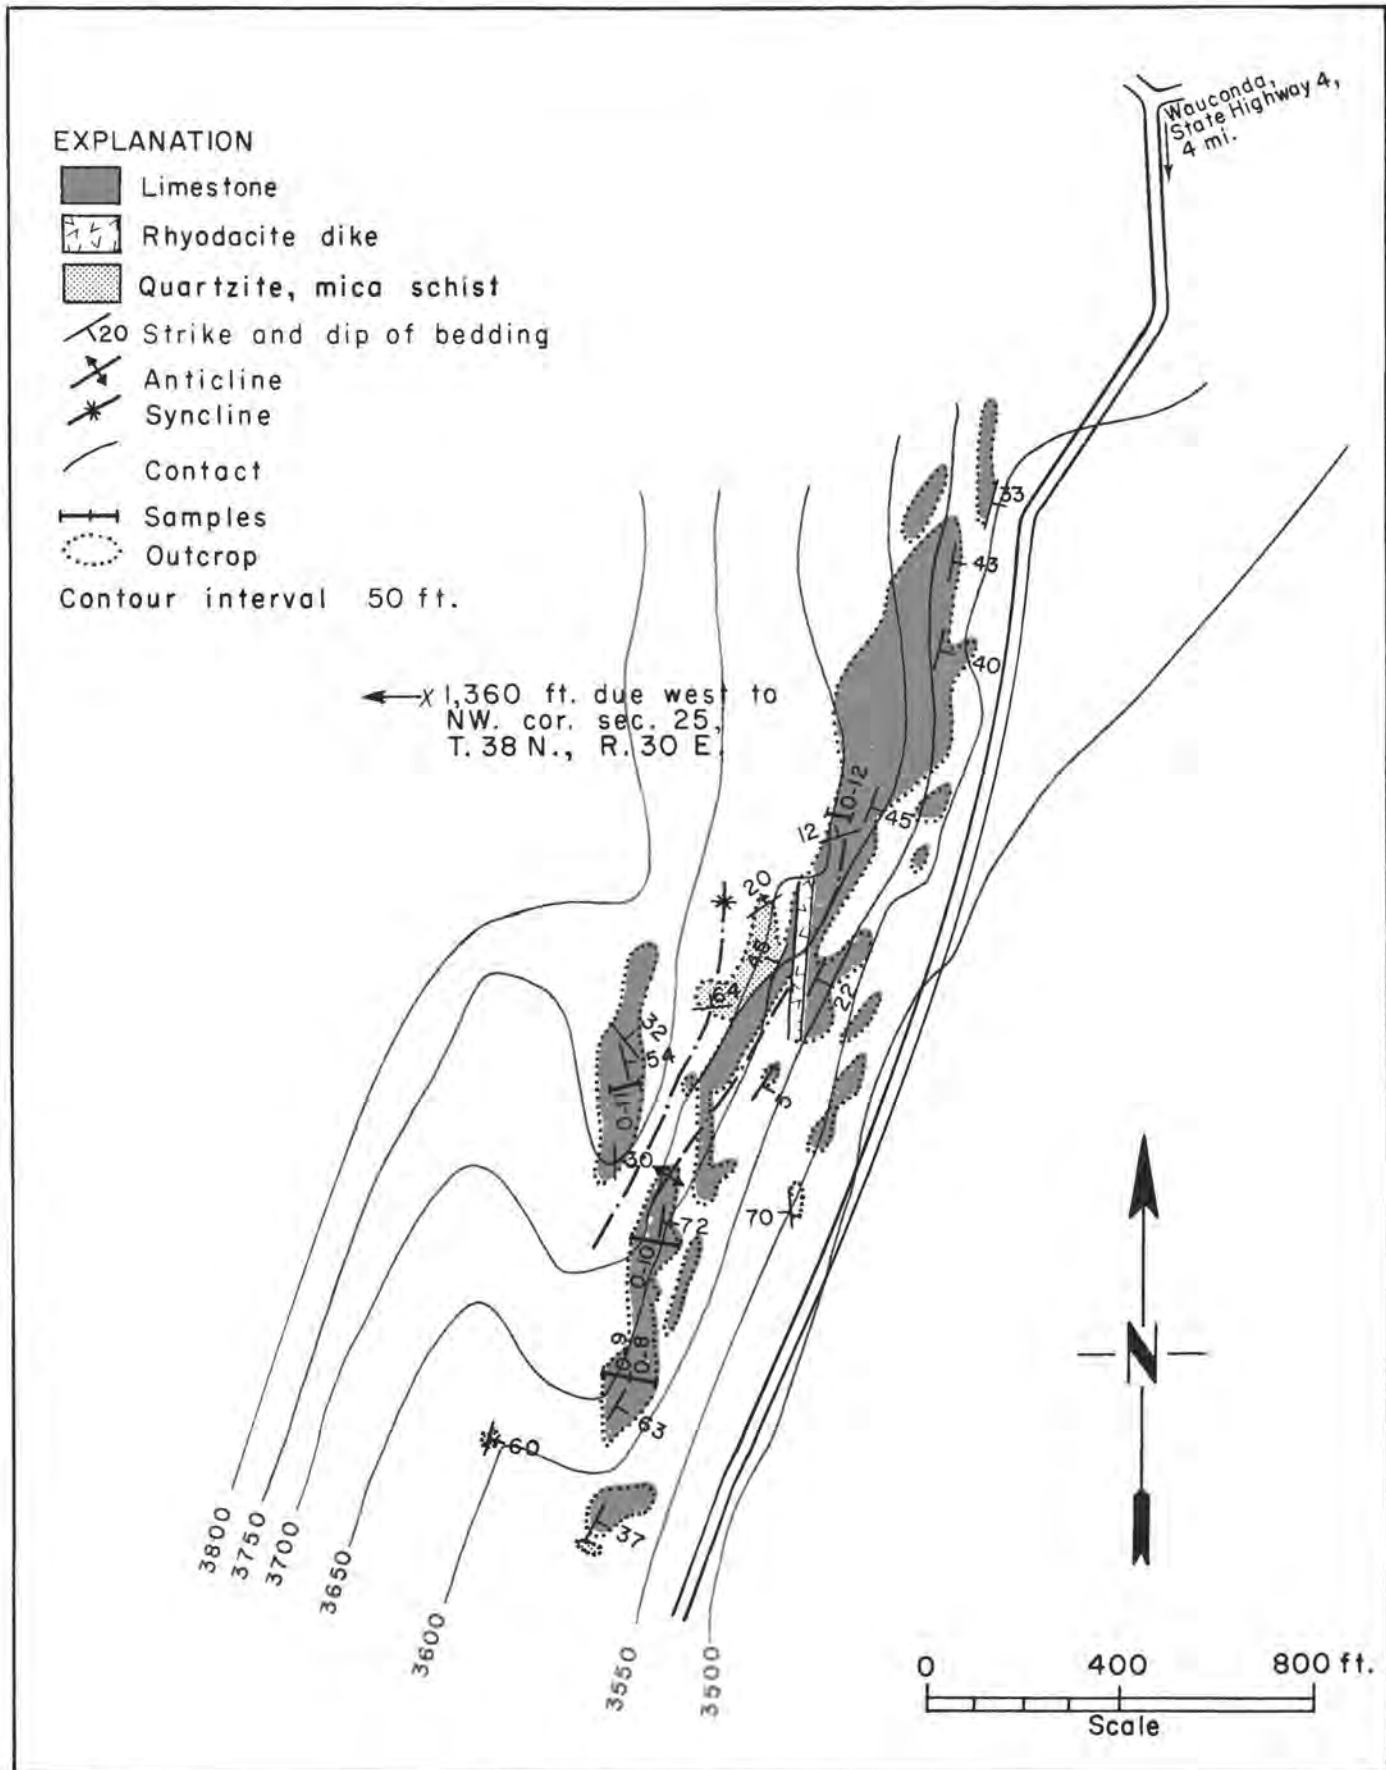 Wauconda,
State Highway 4,
4 mi.
EXPLANATION
Limestone
Rhyodacite dike
Quartzite, mica schist
20 Strike and dip of bedding
Anticline
Syncline
Contact
Samples
Outcrop
Contour interval 50 ft.
33
43
40
X 1,360 ft. due west to
NW. cor. sec. 25,
T. 38 N., R. 30 E.
0-12
45
12
20
48
64
22
32
54
5
0-11
30
72
70
0-10
0-9
0-8
63
60
37
N
3800
3750
3700
3650
3600
3550
3500
0 400 800 ft.
Scale